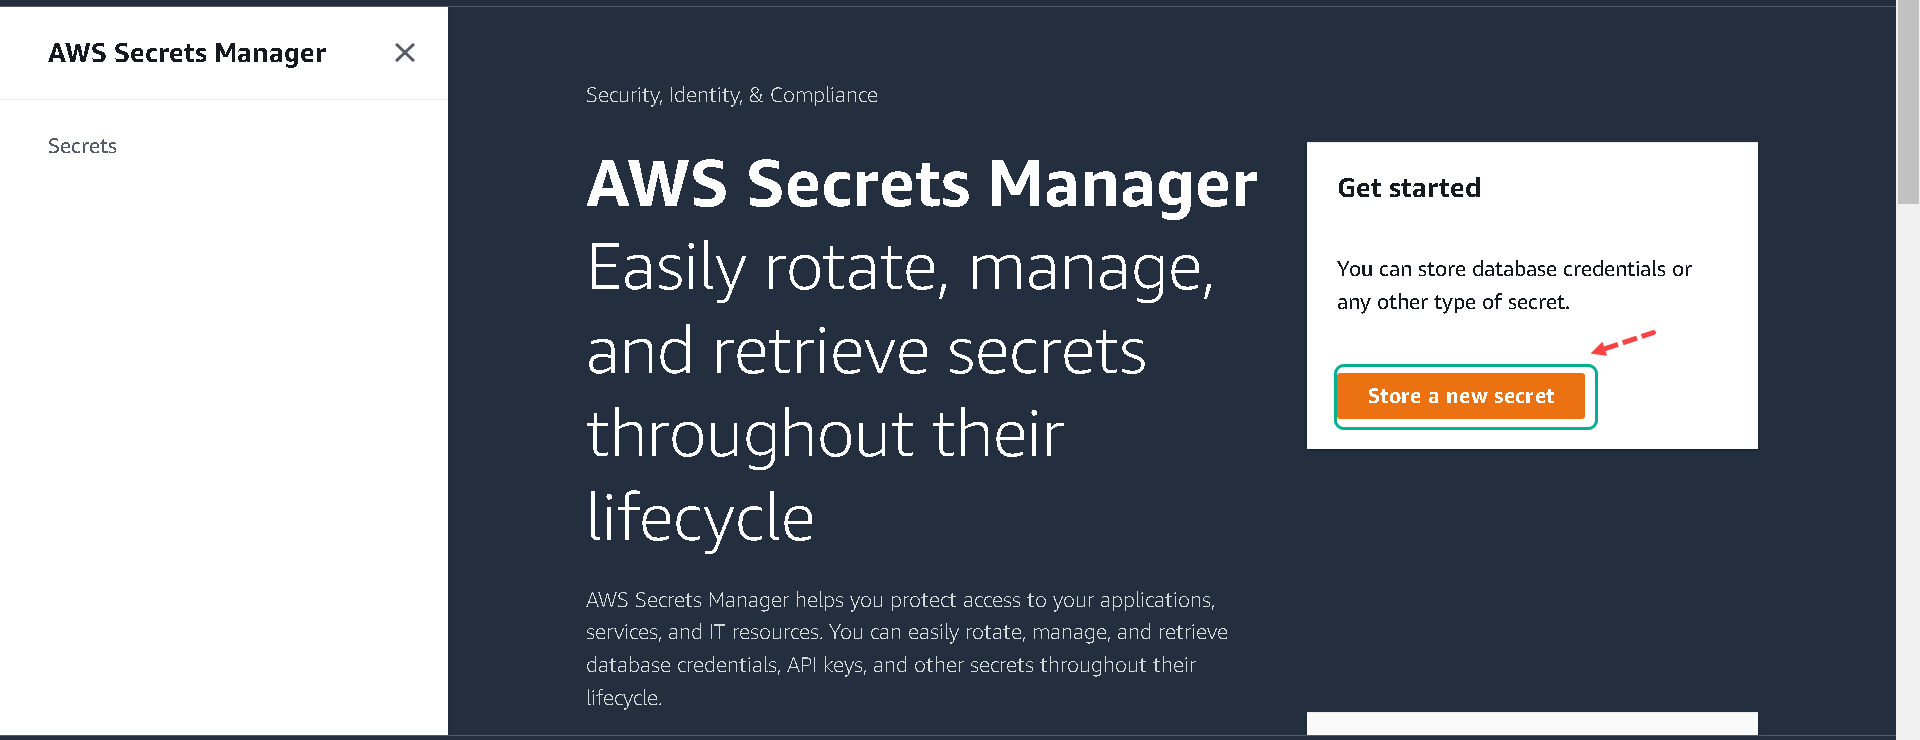 AWS Secrets Manager
Secrets
Security, Identity, & Compliance
AWS Secrets Manager
Easily rotate, manage,
and retrieve secrets
throughout their
lifecycle
AWS Secrets Manager helps you protect access to your applications,
services, and IT resources. You can easily rotate, manage, and retrieve
database credentials, API keys, and other secrets throughout their
lifecycle.
Get started
You can store database credentials or
any other type of secret.
Store a new secret